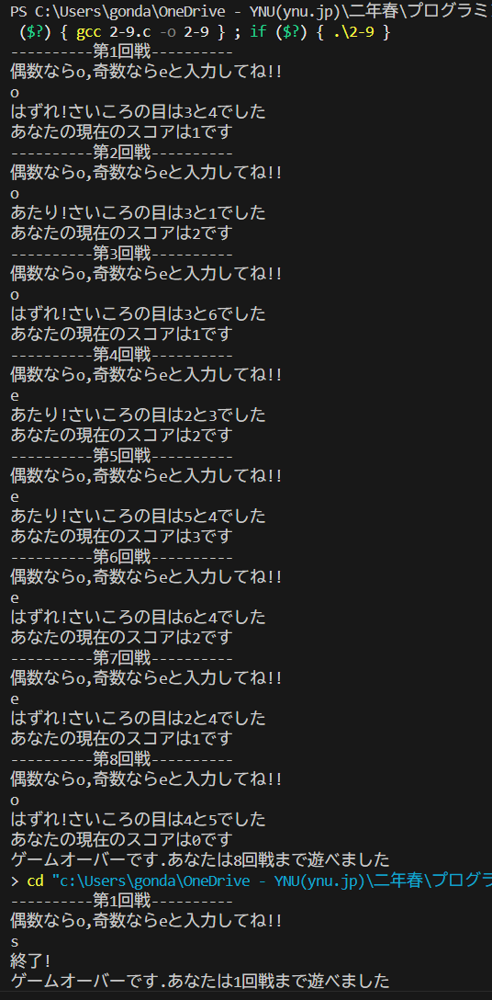 PS C:\Users\gonda\OneDrive - YNU(ynu.jp)\二年春\プログラミ
($?) { gcc 2-9.c -o 2-9 } ; if ($?) { .\2-9 }
----------第1回戦----------
偶数ならo,奇数ならeと入力してね!!
o
はずれ!さいころの目は3と4でした
あなたの現在のスコアは1です
----------第2回戦----------
偶数ならo,奇数ならeと入力してね!!
o
あたり!さいころの目は3と1でした
あなたの現在のスコアは2です
----------第3回戦----------
偶数ならo,奇数ならeと入力してね!!
o
はずれ!さいころの目は3と6でした
あなたの現在のスコアは1です
----------第4回戦----------
偶数ならo,奇数ならeと入力してね!!
e
あたり!さいころの目は2と3でした
あなたの現在のスコアは2です
----------第5回戦----------
偶数ならo,奇数ならeと入力してね!!
e
あたり!さいころの目は5と4でした
あなたの現在のスコアは3です
----------第6回戦----------
偶数ならo,奇数ならeと入力してね!!
e
はずれ!さいころの目は6と4でした
あなたの現在のスコアは2です
----------第7回戦----------
偶数ならo,奇数ならeと入力してね!!
e
はずれ!さいころの目は2と4でした
あなたの現在のスコアは1です
----------第8回戦----------
偶数ならo,奇数ならeと入力してね!!
o
はずれ!さいころの目は4と5でした
あなたの現在のスコアは0です
ゲームオーバーです.あなたは8回戦まで遊べました
> cd "c:\Users\gonda\OneDrive - YNU(ynu.jp)\二年春\プログラ
----------第1回戦----------
偶数ならo,奇数ならeと入力してね!!
s
終了!
ゲームオーバーです.あなたは1回戦まで遊べました